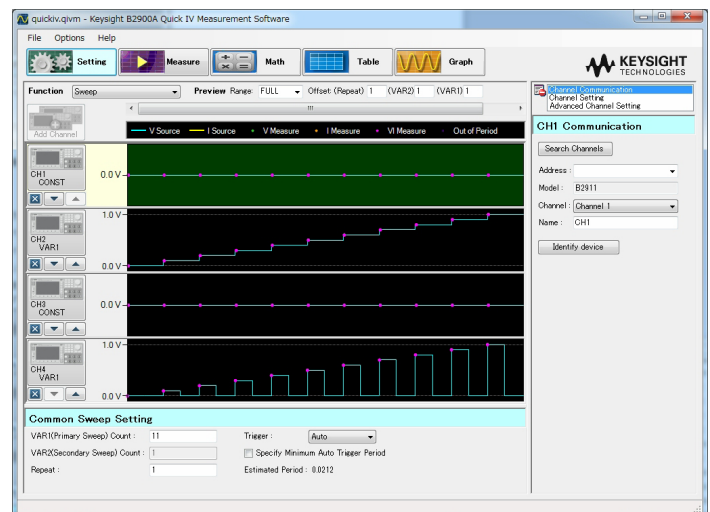 quickiv.qivm - Keysight B2900A Quick IV Measurement Software
File Options Help
Setting Measure Math Table Graph
KEYSIGHT
TECHNOLOGIES
Function Sweep Preview Range: FULL Offset (Repeat) 1 (VAR2) 1 (VAR1) 1
Add Channel
V Source I Source V Measure I Measure VI Measure Out of Period
CH1
CONST
0.0 V
CH2
VAR1
1.0 V
0.0 V
CH3
CONST
0.0 V
CH4
VAR1
1.0 V
0.0 V
Common Sweep Setting
VAR1(Primary Sweep) Count : 11 Trigger : Auto
VAR2(Secondary Sweep) Count : 1 Specify Minimum Auto Trigger Period
Repeat : 1 Estimated Period : 0.0212
Channel Communication
Channel Setting
Advanced Channel Setting
CH1 Communication
Search Channels
Address :
Model : B2911
Channel : Channel 1
Name : CH1
Identify device